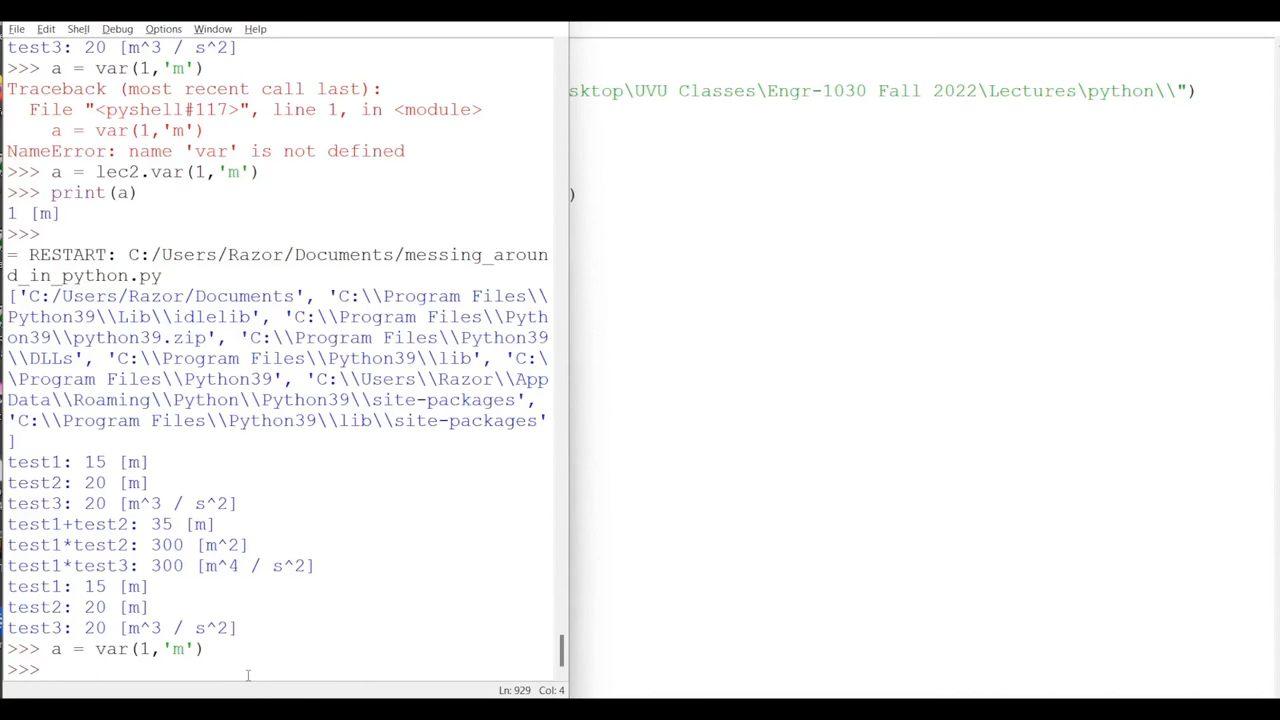 File Edit Shell Debug Options Window Help
test3: 20 [m^3 / s^2]
>>> a = var(1,'m')
Traceback (most recent call last):
  File "<pyshell#117>", line 1, in <module>
    a = var(1,'m')
NameError: name 'var' is not defined
>>> a = lec2.var(1,'m')
>>> print(a)
1 [m]
>>>
= RESTART: C:/Users/Razor/Documents/messing_aroun
d_in_python.py
['C:/Users/Razor/Documents', 'C:\\Program Files\\
Python39\\Lib\\idlelib', 'C:\\Program Files\\Pyth
on39\\python39.zip', 'C:\\Program Files\\Python39
\\DLLs', 'C:\\Program Files\\Python39\\lib', 'C:\
\Program Files\\Python39', 'C:\\Users\\Razor\\App
Data\\Roaming\\Python\\Python39\\site-packages',
'C:\\Program Files\\Python39\\lib\\site-packages'
]
test1: 15 [m]
test2: 20 [m]
test3: 20 [m^3 / s^2]
test1+test2: 35 [m]
test1*test2: 300 [m^2]
test1*test3: 300 [m^4 / s^2]
test1: 15 [m]
test2: 20 [m]
test3: 20 [m^3 / s^2]
>>> a = var(1,'m')
>>>
Ln: 929 Col: 4
sktop\UVU Classes\Engr-1030 Fall 2022\Lectures\python\\")
)